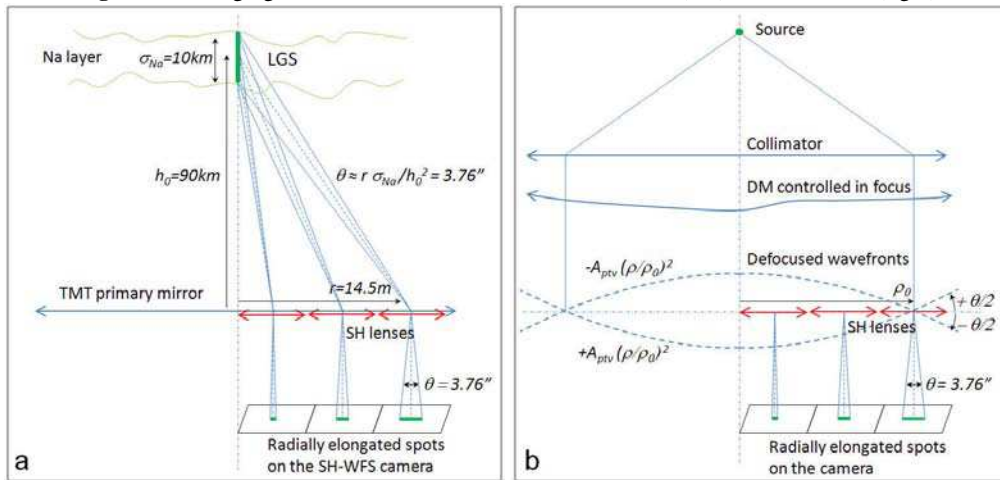 Na layer
σNa=10km
LGS
h0=90km
θ≈ r σNa/h0² = 3.76"
TMT primary mirror
r=14.5m
SH lenses
θ = 3.76"
Radially elongated spots
on the SH-WFS camera
a
Source
Collimator
DM controlled in focus
Defocused wavefronts
-Aptv(ρ/ρ0)²
ρ0
+θ/2
-θ/2
SH lenses
+Aptv(ρ/ρ0)²
θ= 3.76"
Radially elongated spots
on the camera
b